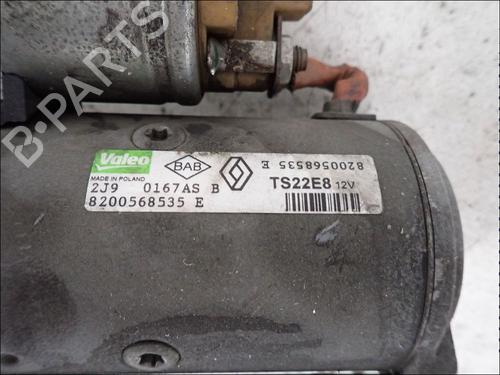 B-PARTS
Valeo
MADE IN POLAND
BAB
2J9 0167AS B
8200568535 E
TS22E8 12V
8200568535 E